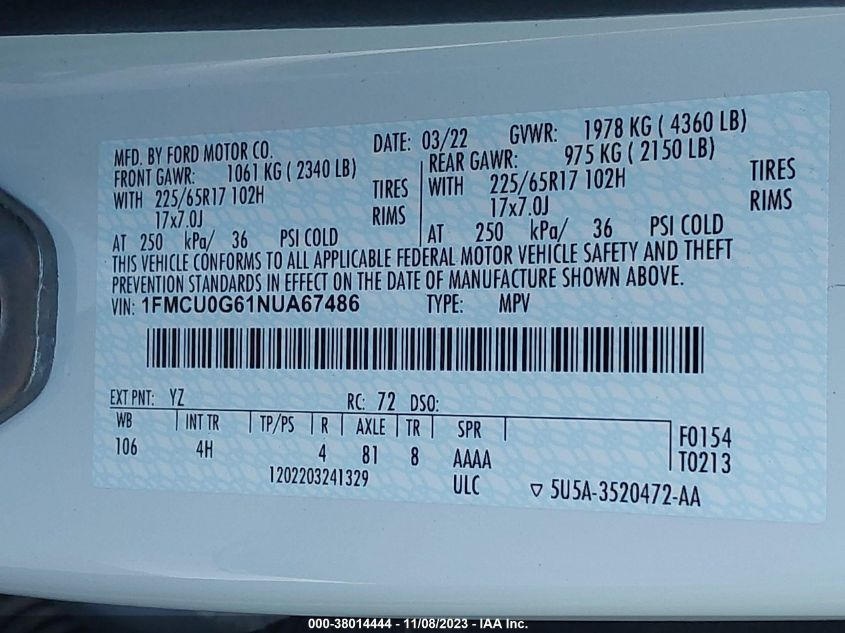 MFD. BY FORD MOTOR CO. DATE: 03/22 GVWR: 1978 KG ( 4360 LB)
FRONT GAWR: 1061 KG ( 2340 LB) REAR GAWR: 975 KG ( 2150 LB)
WITH 225/65R17 102H TIRES WITH 225/65R17 102H TIRES
17x7.0J RIMS 17x7.0J RIMS
AT 250 kPa/ 36 PSI COLD AT 250 kPa/ 36 PSI COLD
THIS VEHICLE CONFORMS TO ALL APPLICABLE FEDERAL MOTOR VEHICLE SAFETY AND THEFT
PREVENTION STANDARDS IN EFFECT ON THE DATE OF MANUFACTURE SHOWN ABOVE.
VIN: 1FMCU0G61NUA67486 TYPE: MPV
EXT PNT: YZ RC: 72 DSO:
WB INT TR TP/PS R AXLE TR SPR F0154
106 4H 4 81 8 AAAA T0213
1202203241329 ULC ▽ 5U5A-3520472-AA
000-38014444 - 11/08/2023 - IAA Inc.